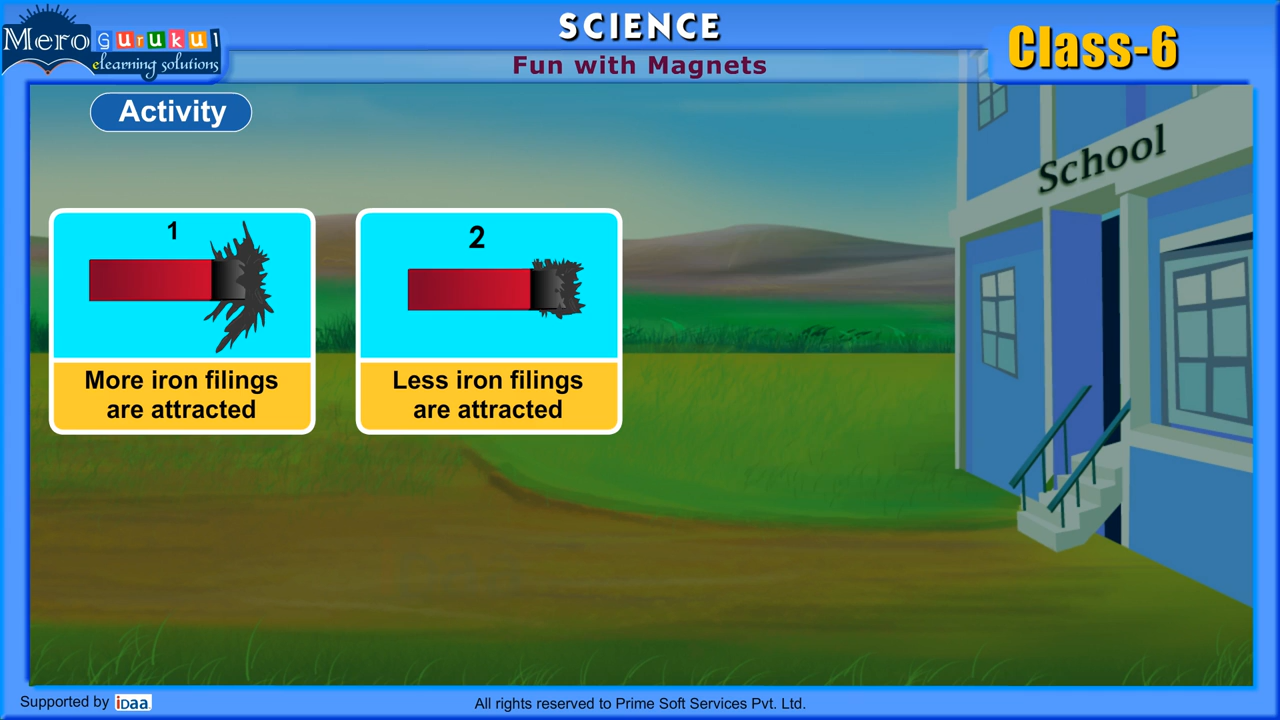 SCIENCE
Mero Gurukul
elearning solutions
Class-6
Fun with Magnets
Activity
School
1
2
More iron filings
are attracted
Less iron filings
are attracted
Supported by iDaa
All rights reserved to Prime Soft Services Pvt. Ltd.